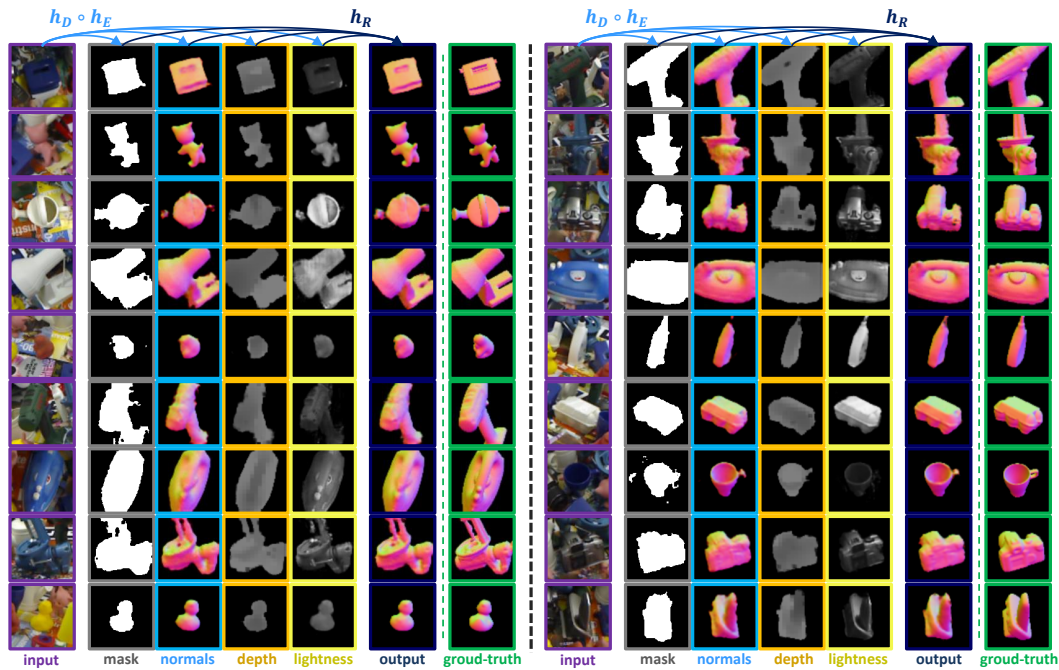 h_D ∘ h_E h_R h_D ∘ h_E h_R
input mask normals depth lightness output groud-truth input mask normals depth lightness output groud-truth